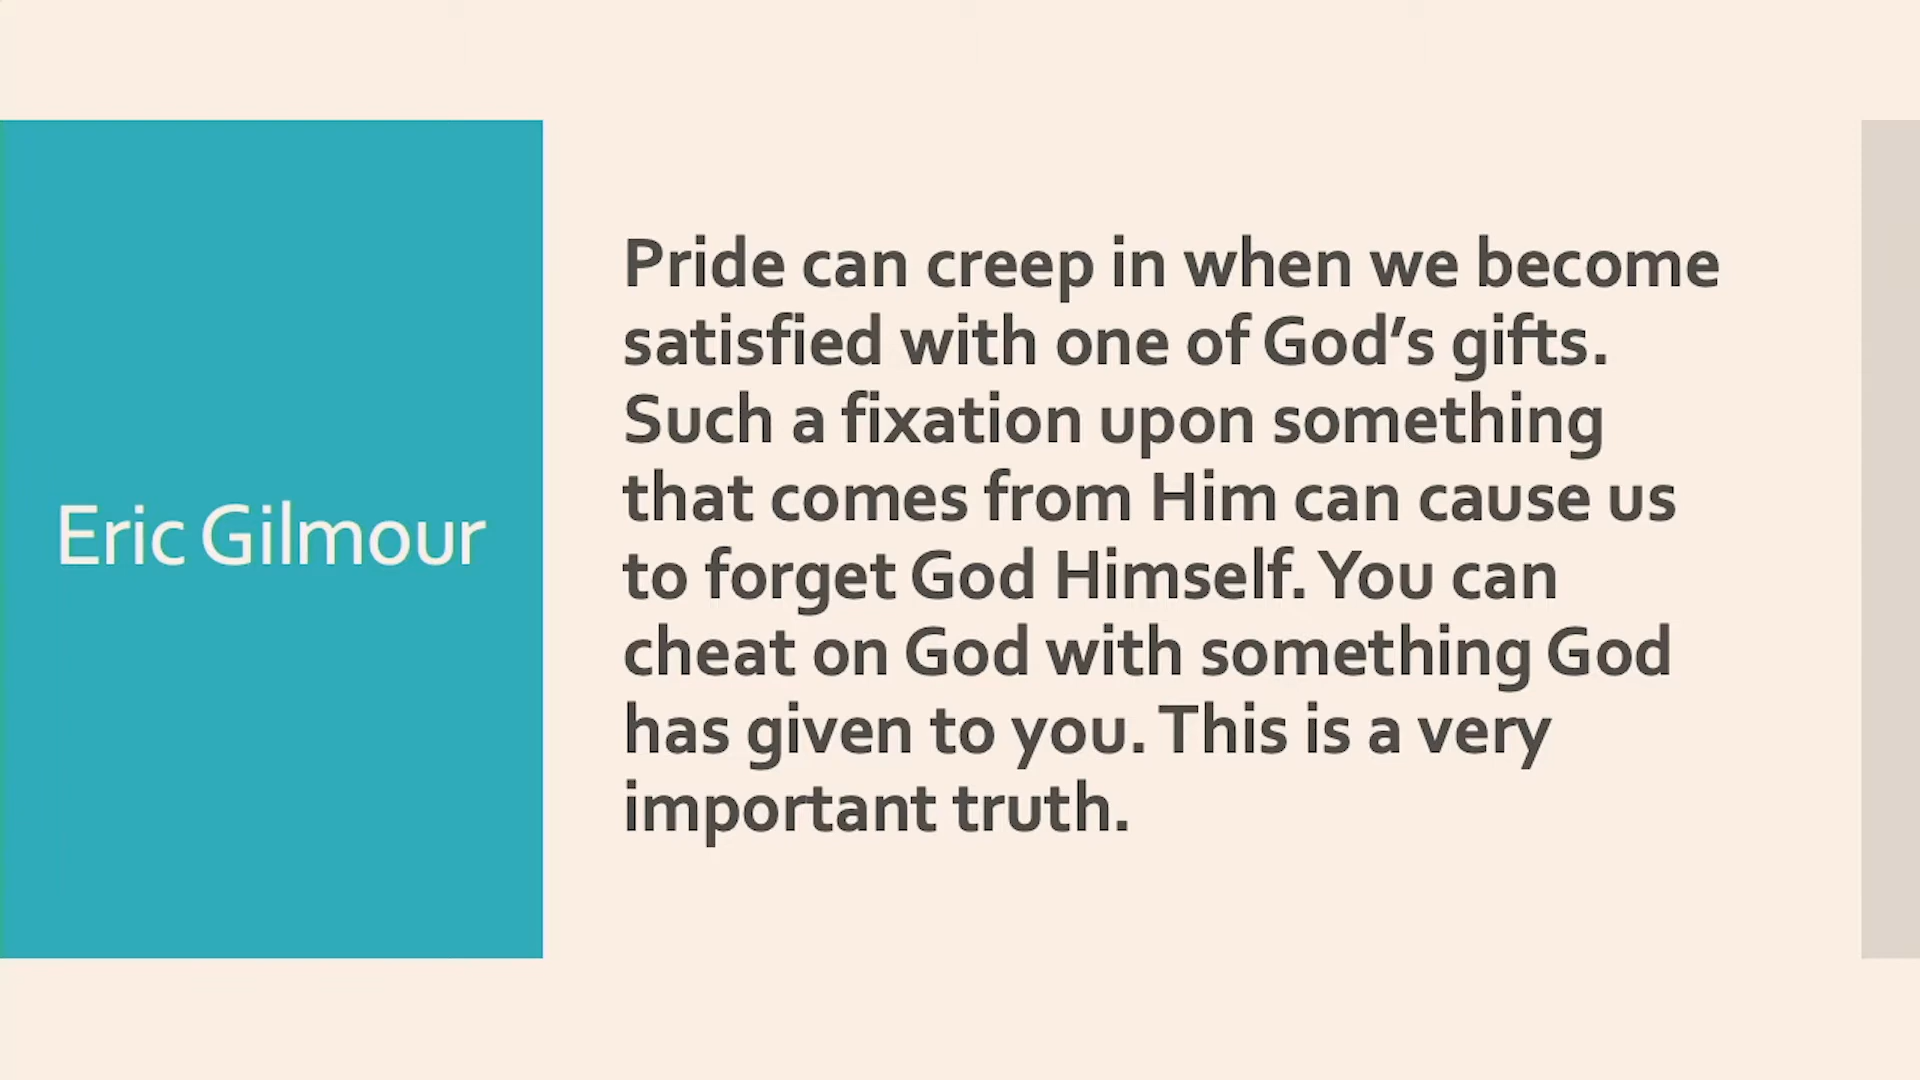 Eric Gilmour
Pride can creep in when we become
satisfied with one of God’s gifts.
Such a fixation upon something
that comes from Him can cause us
to forget God Himself. You can
cheat on God with something God
has given to you. This is a very
important truth.